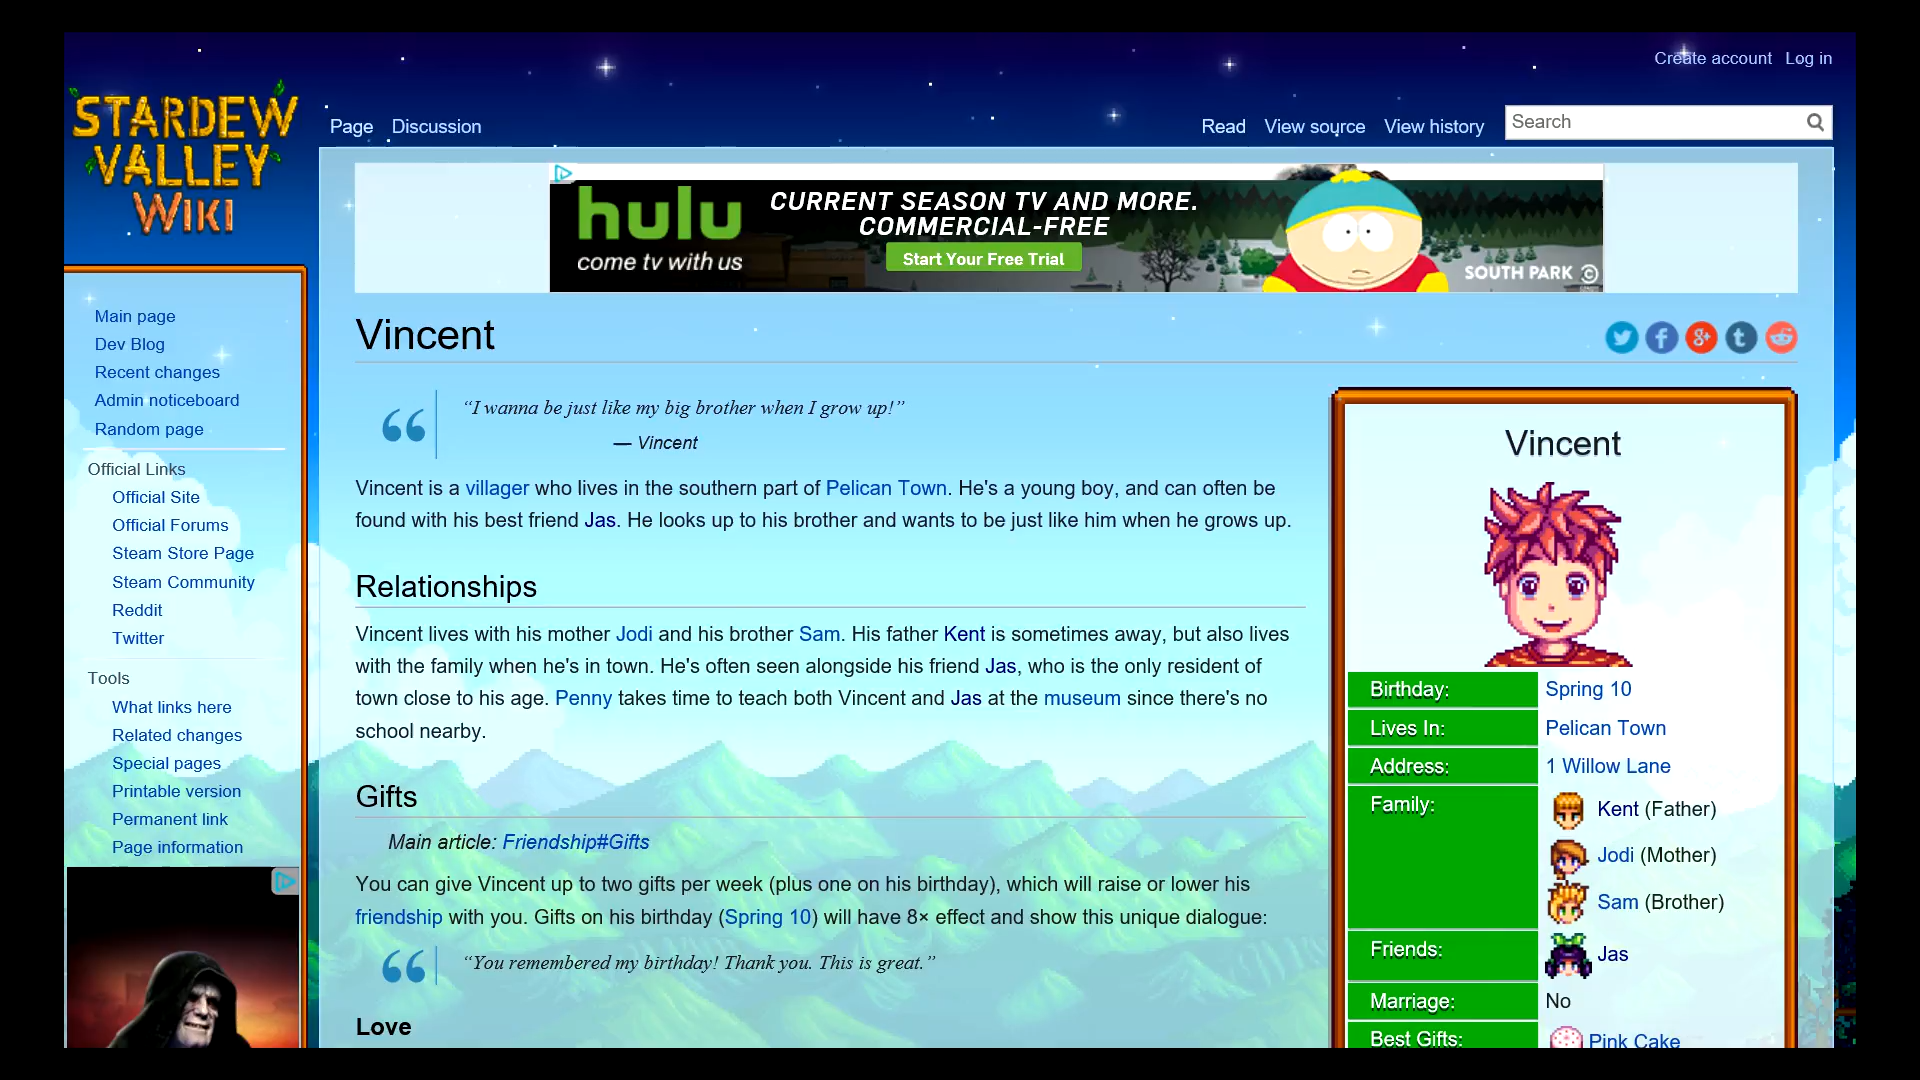 Create account Log in
STARDEW
VALLEY
WIKI
Page Discussion
Read View source View history
Search
hulu
come tv with us
CURRENT SEASON TV AND MORE.
COMMERCIAL-FREE
Start Your Free Trial
SOUTH PARK
Main page
Dev Blog
Recent changes
Admin noticeboard
Random page
Official Links
Official Site
Official Forums
Steam Store Page
Steam Community
Reddit
Twitter
Tools
What links here
Related changes
Special pages
Printable version
Permanent link
Page information
Vincent
“I wanna be just like my big brother when I grow up!”
— Vincent
Vincent is a villager who lives in the southern part of Pelican Town. He's a young boy, and can often be
found with his best friend Jas. He looks up to his brother and wants to be just like him when he grows up.
Relationships
Vincent lives with his mother Jodi and his brother Sam. His father Kent is sometimes away, but also lives
with the family when he's in town. He's often seen alongside his friend Jas, who is the only resident of
town close to his age. Penny takes time to teach both Vincent and Jas at the museum since there's no
school nearby.
Gifts
Main article: Friendship#Gifts
You can give Vincent up to two gifts per week (plus one on his birthday), which will raise or lower his
friendship with you. Gifts on his birthday (Spring 10) will have 8× effect and show this unique dialogue:
“You remembered my birthday! Thank you. This is great.”
Love
Vincent
Birthday: Spring 10
Lives In: Pelican Town
Address: 1 Willow Lane
Family: Kent (Father)
Jodi (Mother)
Sam (Brother)
Friends: Jas
Marriage: No
Best Gifts: Pink Cake